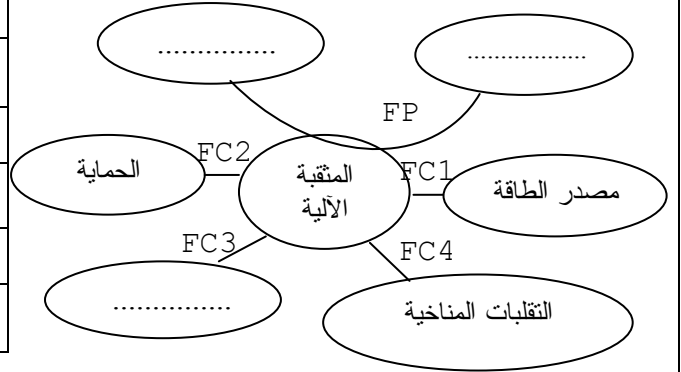 ...............
..................
FP
الحماية
FC2
المثقبة
الآلية
FC1
مصدر الطاقة
FC3
FC4
...............
التقلبات المناخية